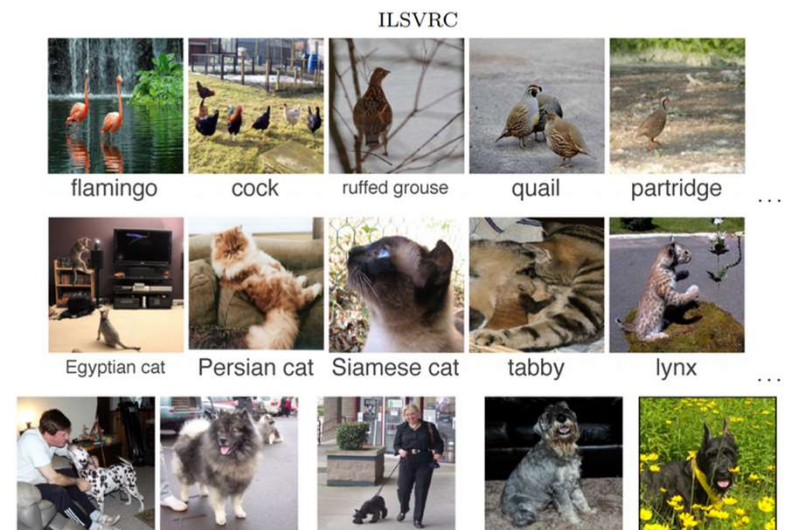 ILSVRC
flamingo cock ruffed grouse quail partridge ...
Egyptian cat Persian cat Siamese cat tabby lynx ...